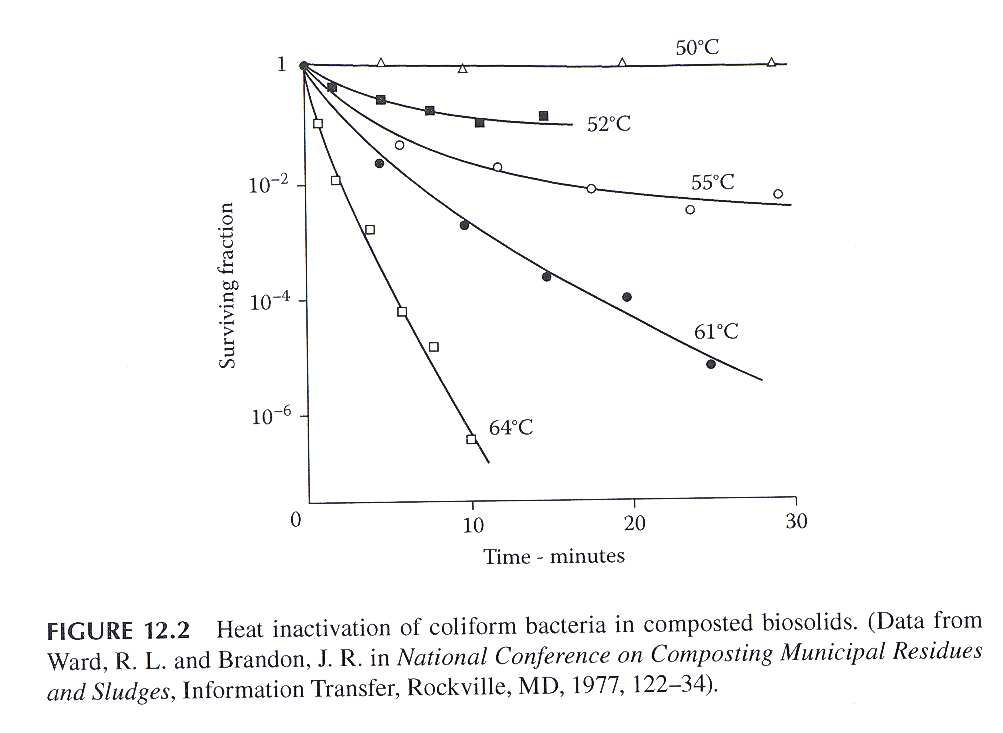 50°C
1
52°C
10⁻²
55°C
Surviving fraction
10⁻⁴
61°C
10⁻⁶
64°C
0
10
20
30
Time - minutes
FIGURE 12.2 Heat inactivation of coliform bacteria in composted biosolids. (Data from
Ward, R. L. and Brandon, J. R. in National Conference on Composting Municipal Residues
and Sludges, Information Transfer, Rockville, MD, 1977, 122–34).